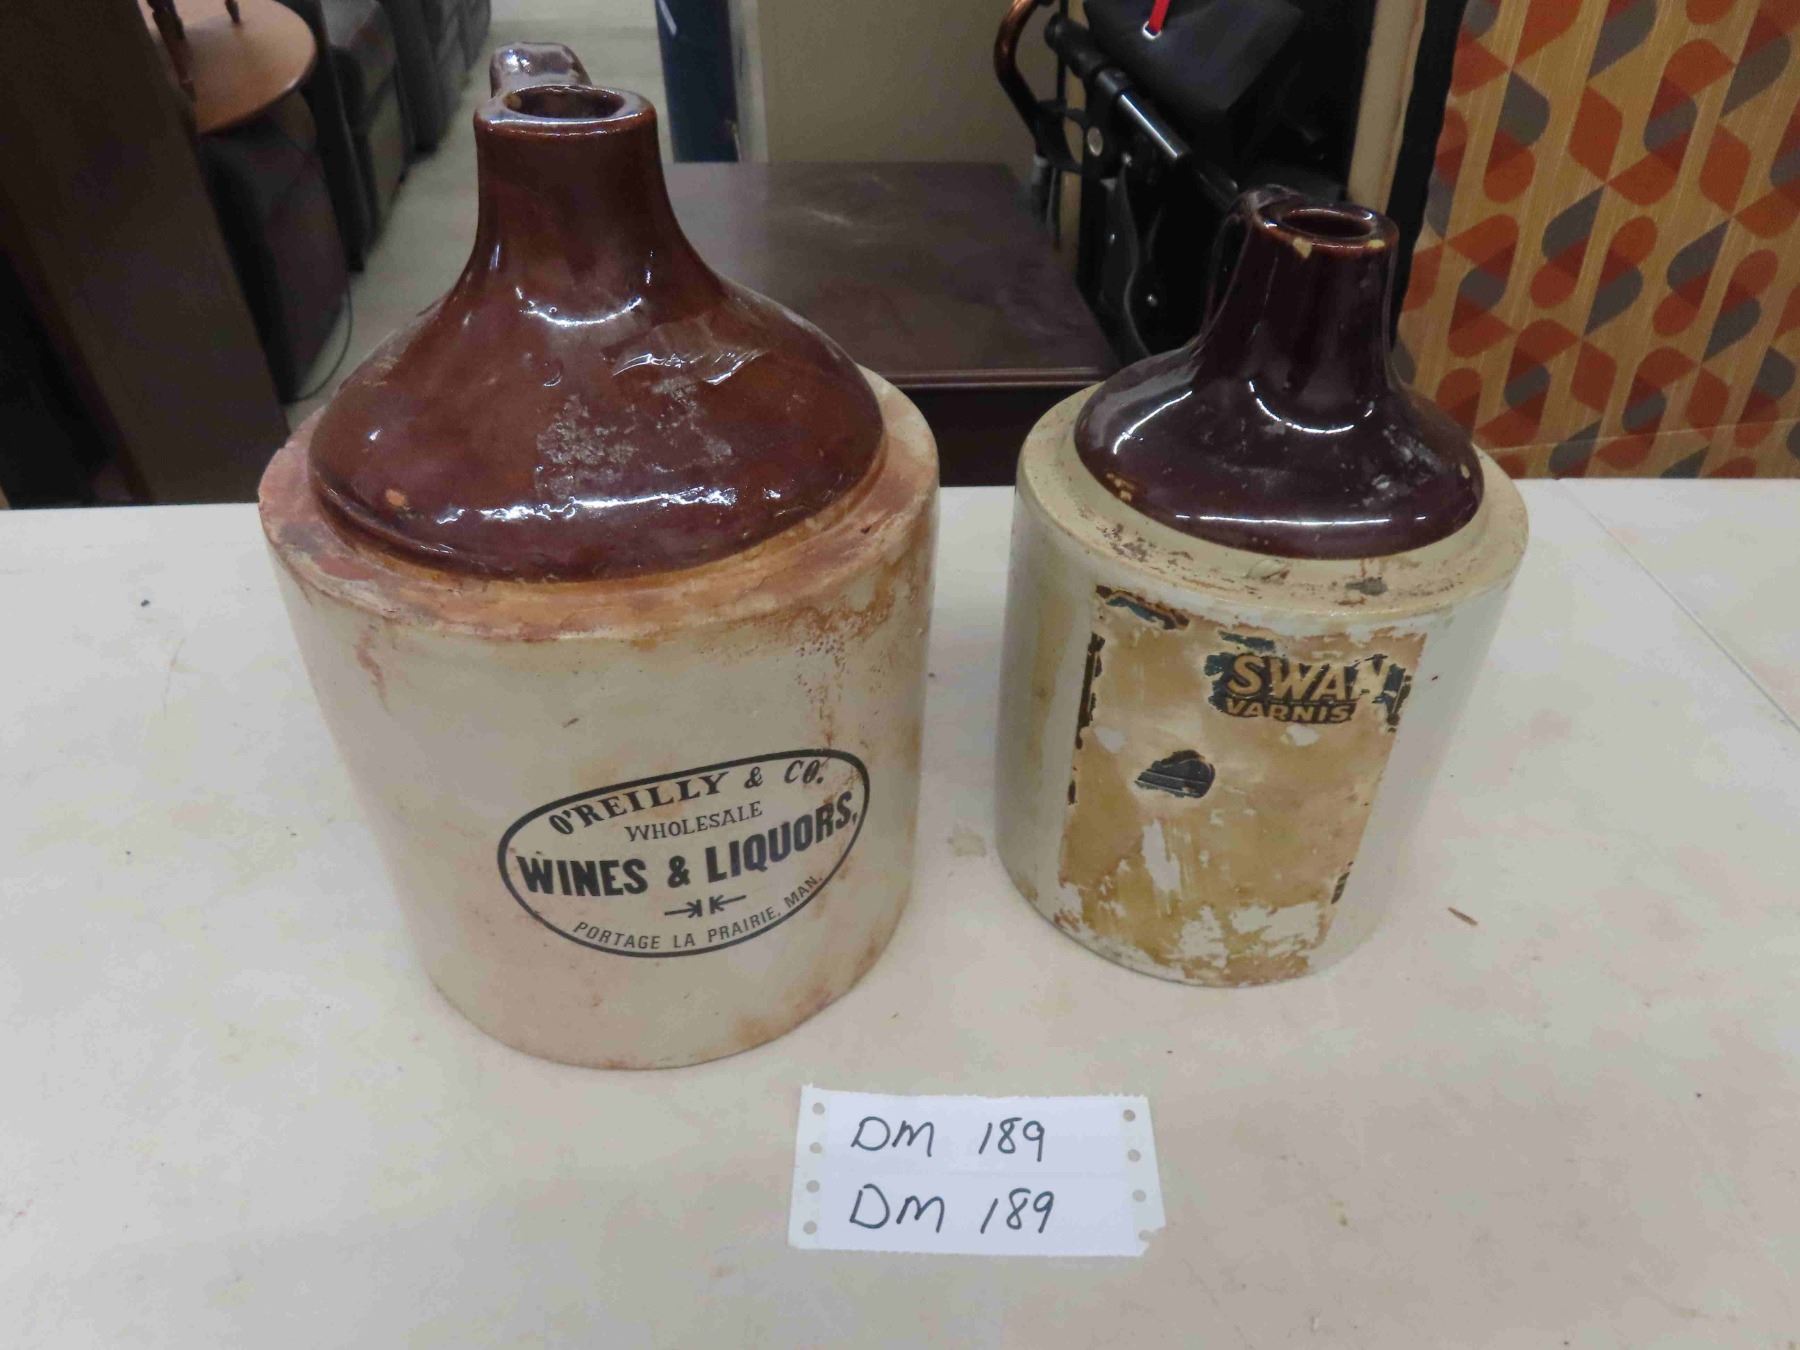 O'REILLY & CO.
WHOLESALE
WINES & LIQUORS,
PORTAGE LA PRAIRIE, MAN.
SWAN
VARNIS
DM 189
DM 189